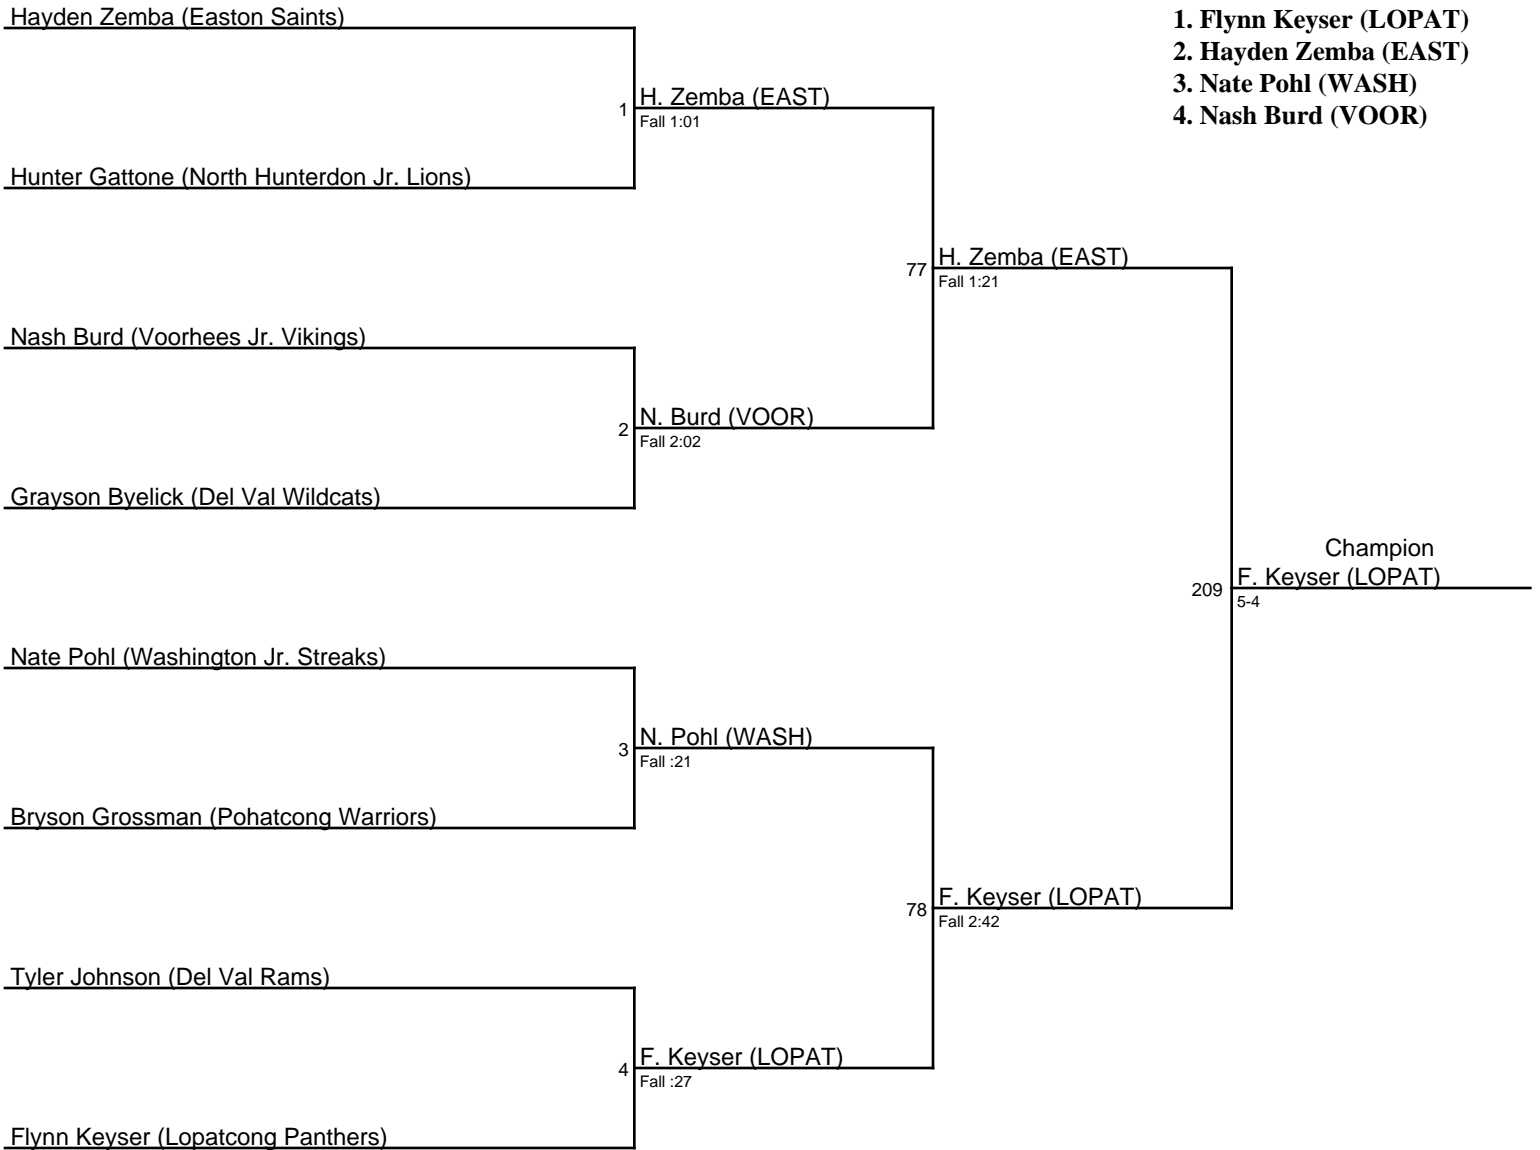 Hayden Zemba (Easton Saints)
1. Flynn Keyser (LOPAT)
2. Hayden Zemba (EAST)
3. Nate Pohl (WASH)
4. Nash Burd (VOOR)
1 H. Zemba (EAST)
Fall 1:01
Hunter Gattone (North Hunterdon Jr. Lions)
77 H. Zemba (EAST)
Fall 1:21
Nash Burd (Voorhees Jr. Vikings)
2 N. Burd (VOOR)
Fall 2:02
Grayson Byelick (Del Val Wildcats)
Champion
209 F. Keyser (LOPAT)
5-4
Nate Pohl (Washington Jr. Streaks)
3 N. Pohl (WASH)
Fall :21
Bryson Grossman (Pohatcong Warriors)
78 F. Keyser (LOPAT)
Fall 2:42
Tyler Johnson (Del Val Rams)
4 F. Keyser (LOPAT)
Fall :27
Flynn Keyser (Lopatcong Panthers)